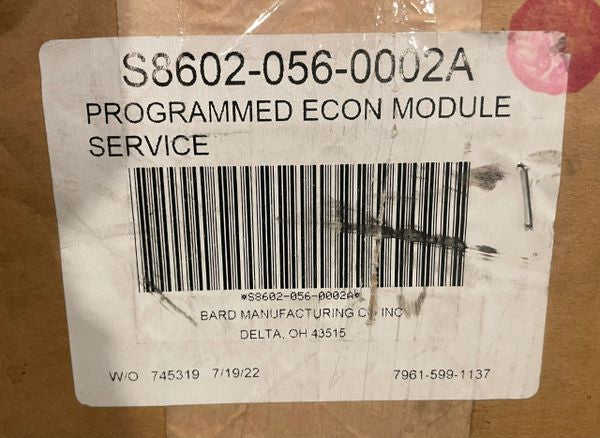 S8602-056-0002A
PROGRAMMED ECON MODULE
SERVICE
*S8602-056-0002A*
BARD MANUFACTURING CO INC
DELTA, OH 43515
W/O 745319 7/19/22 7961-599-1137